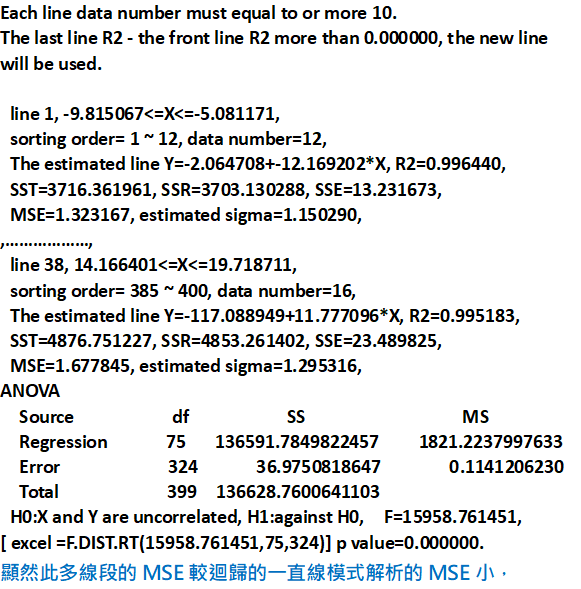 Each line data number must equal to or more 10.
The last line R2 - the front line R2 more than 0.000000, the new line
will be used.
line 1, -9.815067<=X<=-5.081171,
sorting order= 1 ~ 12, data number=12,
The estimated line Y=-2.064708+-12.169202*X, R2=0.996440,
SST=3716.361961, SSR=3703.130288, SSE=13.231673,
MSE=1.323167, estimated sigma=1.150290,
,………………,
line 38, 14.166401<=X<=19.718711,
sorting order= 385 ~ 400, data number=16,
The estimated line Y=-117.088949+11.777096*X, R2=0.995183,
SST=4876.751227, SSR=4853.261402, SSE=23.489825,
MSE=1.677845, estimated sigma=1.295316,
ANOVA
Source df SS MS
Regression 75 136591.7849822457 1821.2237997633
Error 324 36.9750818647 0.1141206230
Total 399 136628.7600641103
H0:X and Y are uncorrelated, H1:against H0, F=15958.761451,
[ excel =F.DIST.RT(15958.761451,75,324)] p value=0.000000.
顯然此多線段的 MSE 較迴歸的一直線模式解析的 MSE 小，